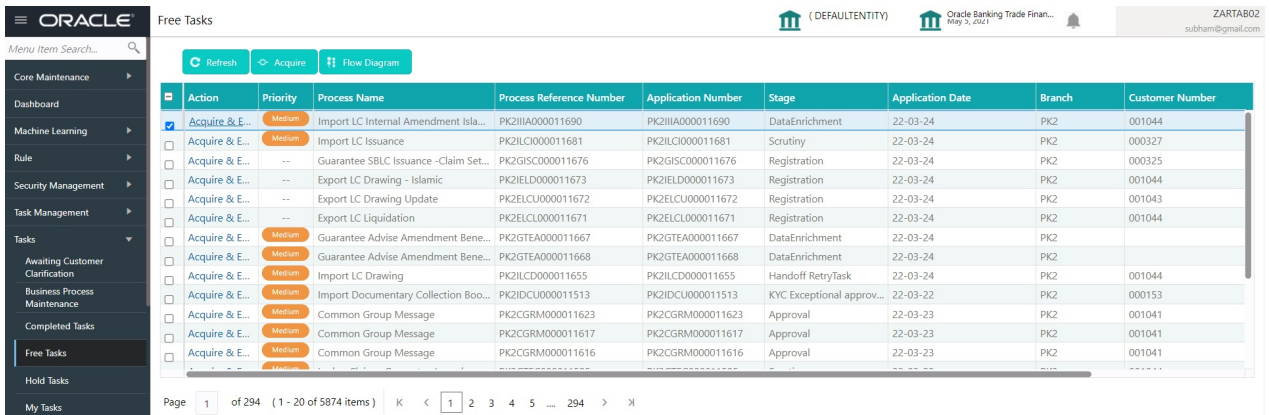 ORACLE®
Free Tasks
( DEFAULTENTITY)
Oracle Banking Trade Finan...
May 5, 2021
ZARTAB02
subham@gmail.com
Menu Item Search...
Core Maintenance
Dashboard
Machine Learning
Rule
Security Management
Task Management
Tasks
Awaiting Customer
Clarification
Business Process
Maintenance
Completed Tasks
Free Tasks
Hold Tasks
My Tasks
Refresh Acquire Flow Diagram
Action Priority Process Name Process Reference Number Application Number Stage Application Date Branch Customer Number
Acquire & E... Medium Import LC Internal Amendment Isla... PK2IIIA000011690 PK2IIIA000011690 DataEnrichment 22-03-24 PK2 001044
Acquire & E... Medium Import LC Issuance PK2ILCI000011681 PK2ILCI000011681 Scrutiny 22-03-24 PK2 000327
Acquire & E... -- Guarantee SBLC Issuance -Claim Set... PK2GISC000011676 PK2GISC000011676 Registration 22-03-24 PK2 000325
Acquire & E... -- Export LC Drawing - Islamic PK2IELD000011673 PK2IELD000011673 Registration 22-03-24 PK2 001044
Acquire & E... -- Export LC Drawing Update PK2ELCU000011672 PK2ELCU000011672 Registration 22-03-24 PK2 001043
Acquire & E... -- Export LC Liquidation PK2ELCL000011671 PK2ELCL000011671 Registration 22-03-24 PK2 001044
Acquire & E... Medium Guarantee Advise Amendment Bene... PK2GTEA000011667 PK2GTEA000011667 DataEnrichment 22-03-24 PK2
Acquire & E... Medium Guarantee Advise Amendment Bene... PK2GTEA000011668 PK2GTEA000011668 DataEnrichment 22-03-24 PK2
Acquire & E... Medium Import LC Drawing PK2ILCD000011655 PK2ILCD000011655 Handoff RetryTask 22-03-24 PK2 001044
Acquire & E... Medium Import Documentary Collection Boo... PK2IDCU000011513 PK2IDCU000011513 KYC Exceptional approv... 22-03-22 PK2 000153
Acquire & E... Medium Common Group Message PK2CGRM000011623 PK2CGRM000011623 Approval 22-03-23 PK2 001041
Acquire & E... Medium Common Group Message PK2CGRM000011617 PK2CGRM000011617 Approval 22-03-23 PK2 001041
Acquire & E... Medium Common Group Message PK2CGRM000011616 PK2CGRM000011616 Approval 22-03-23 PK2 001041
Page 1 of 294 (1 - 20 of 5874 items) K < 1 2 3 4 5 ... 294 >